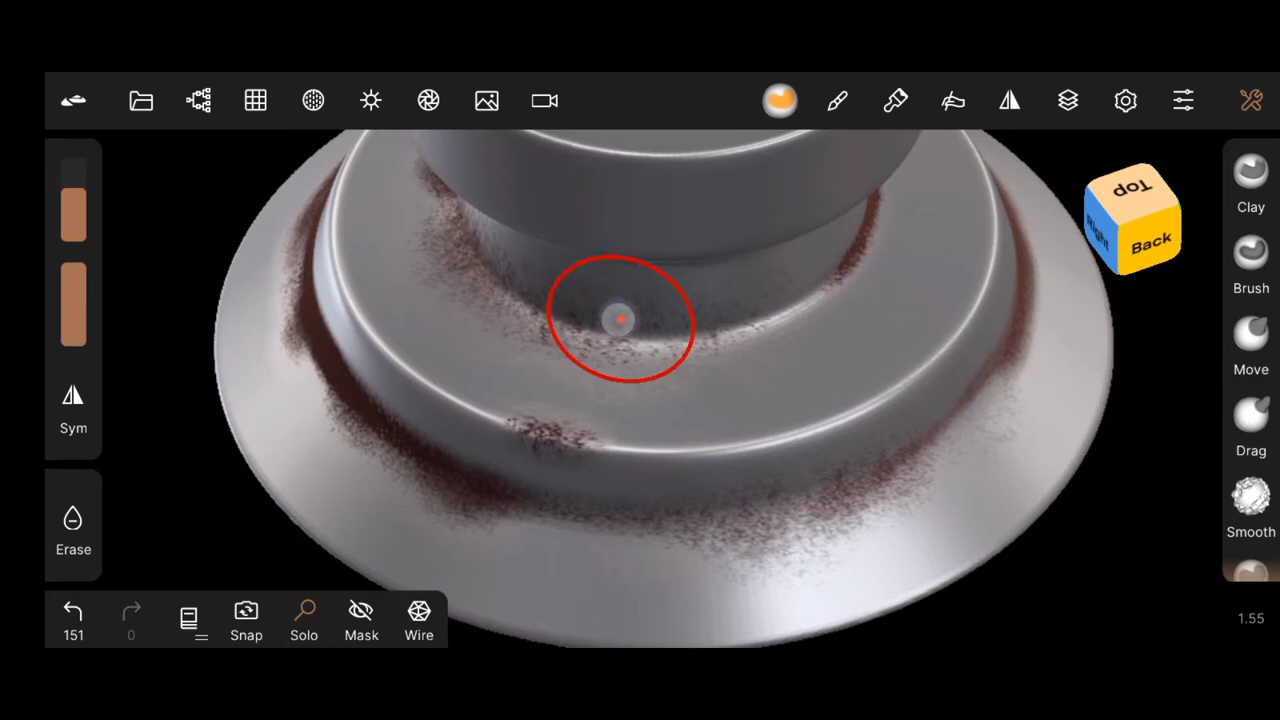 Top
Right
Back
Clay
Brush
Move
Drag
Smooth
Sym
Erase
151
0
Snap
Solo
Mask
Wire
1.55